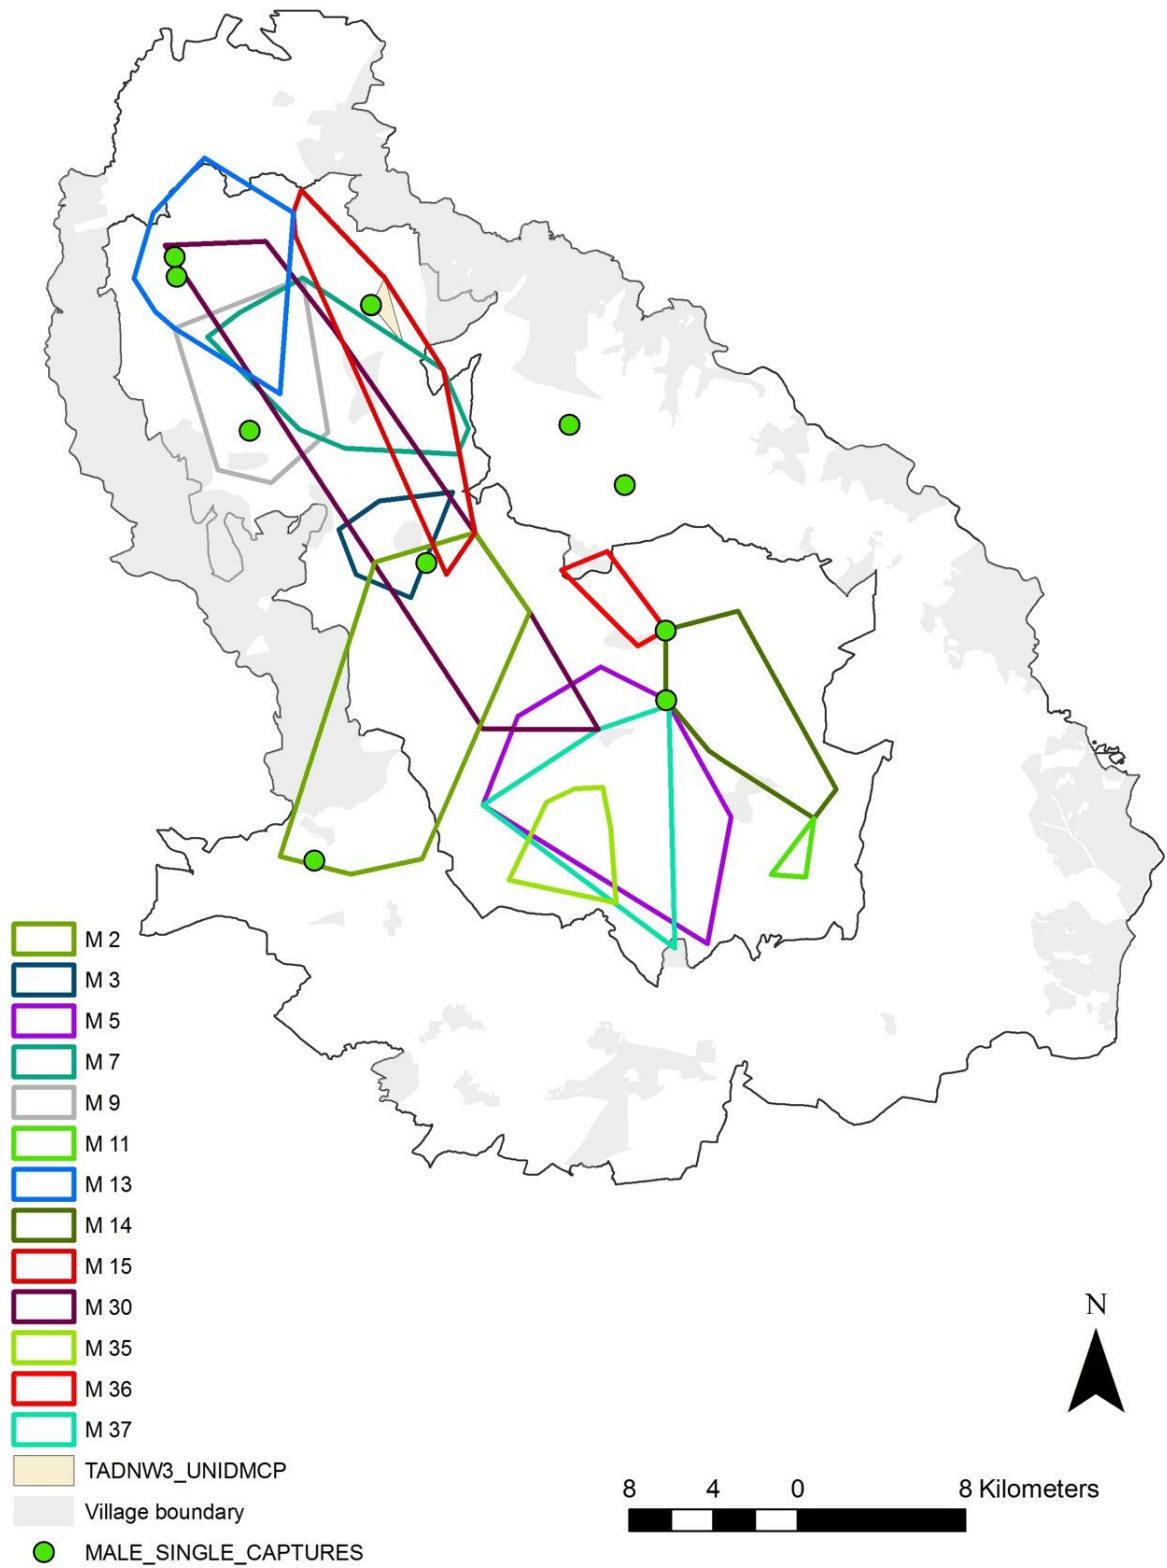 M 2
M 3
M 5
M 7
M 9
M 11
M 13
M 14
M 15
M 30
M 35
M 36
M 37
TADNW3_UNIDMCP
Village boundary
MALE_SINGLE_CAPTURES
N
8 4 0 8 Kilometers